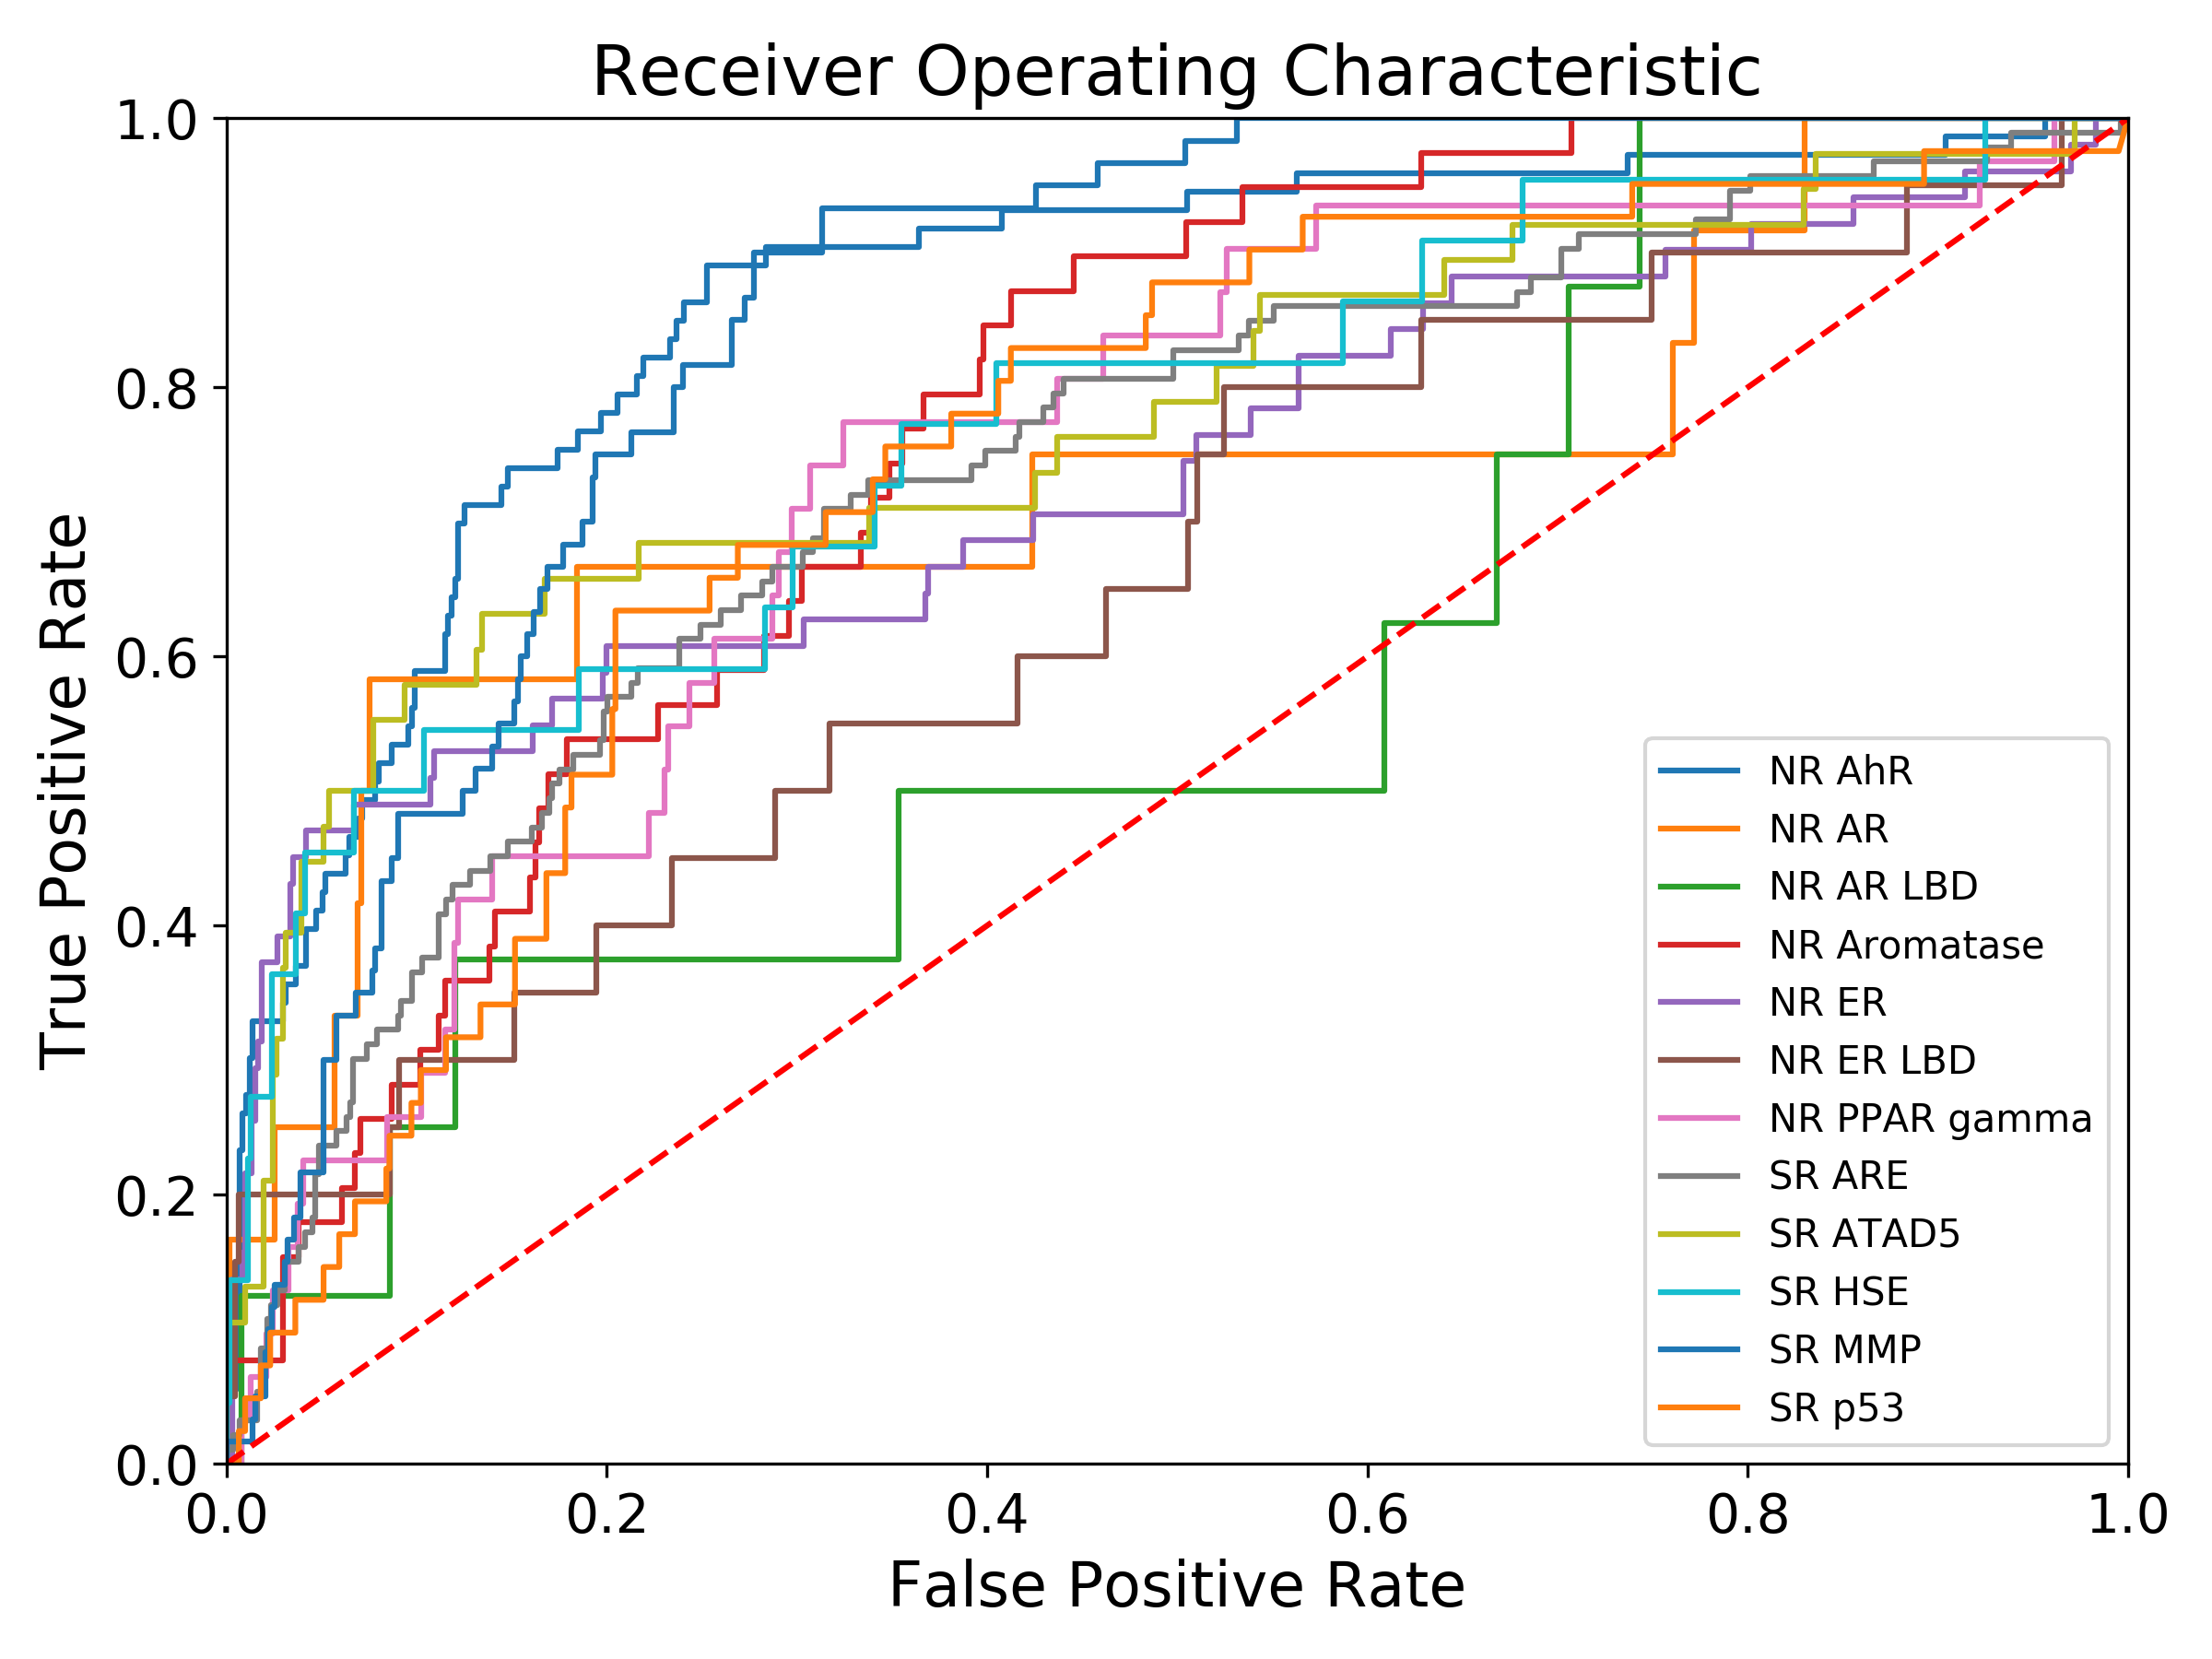 Receiver Operating Characteristic
1.0
0.8
0.6
0.4
0.2
0.0
True Positive Rate
0.0 0.2 0.4 0.6 0.8 1.0
False Positive Rate
NR AhR
NR AR
NR AR LBD
NR Aromatase
NR ER
NR ER LBD
NR PPAR gamma
SR ARE
SR ATAD5
SR HSE
SR MMP
SR p53